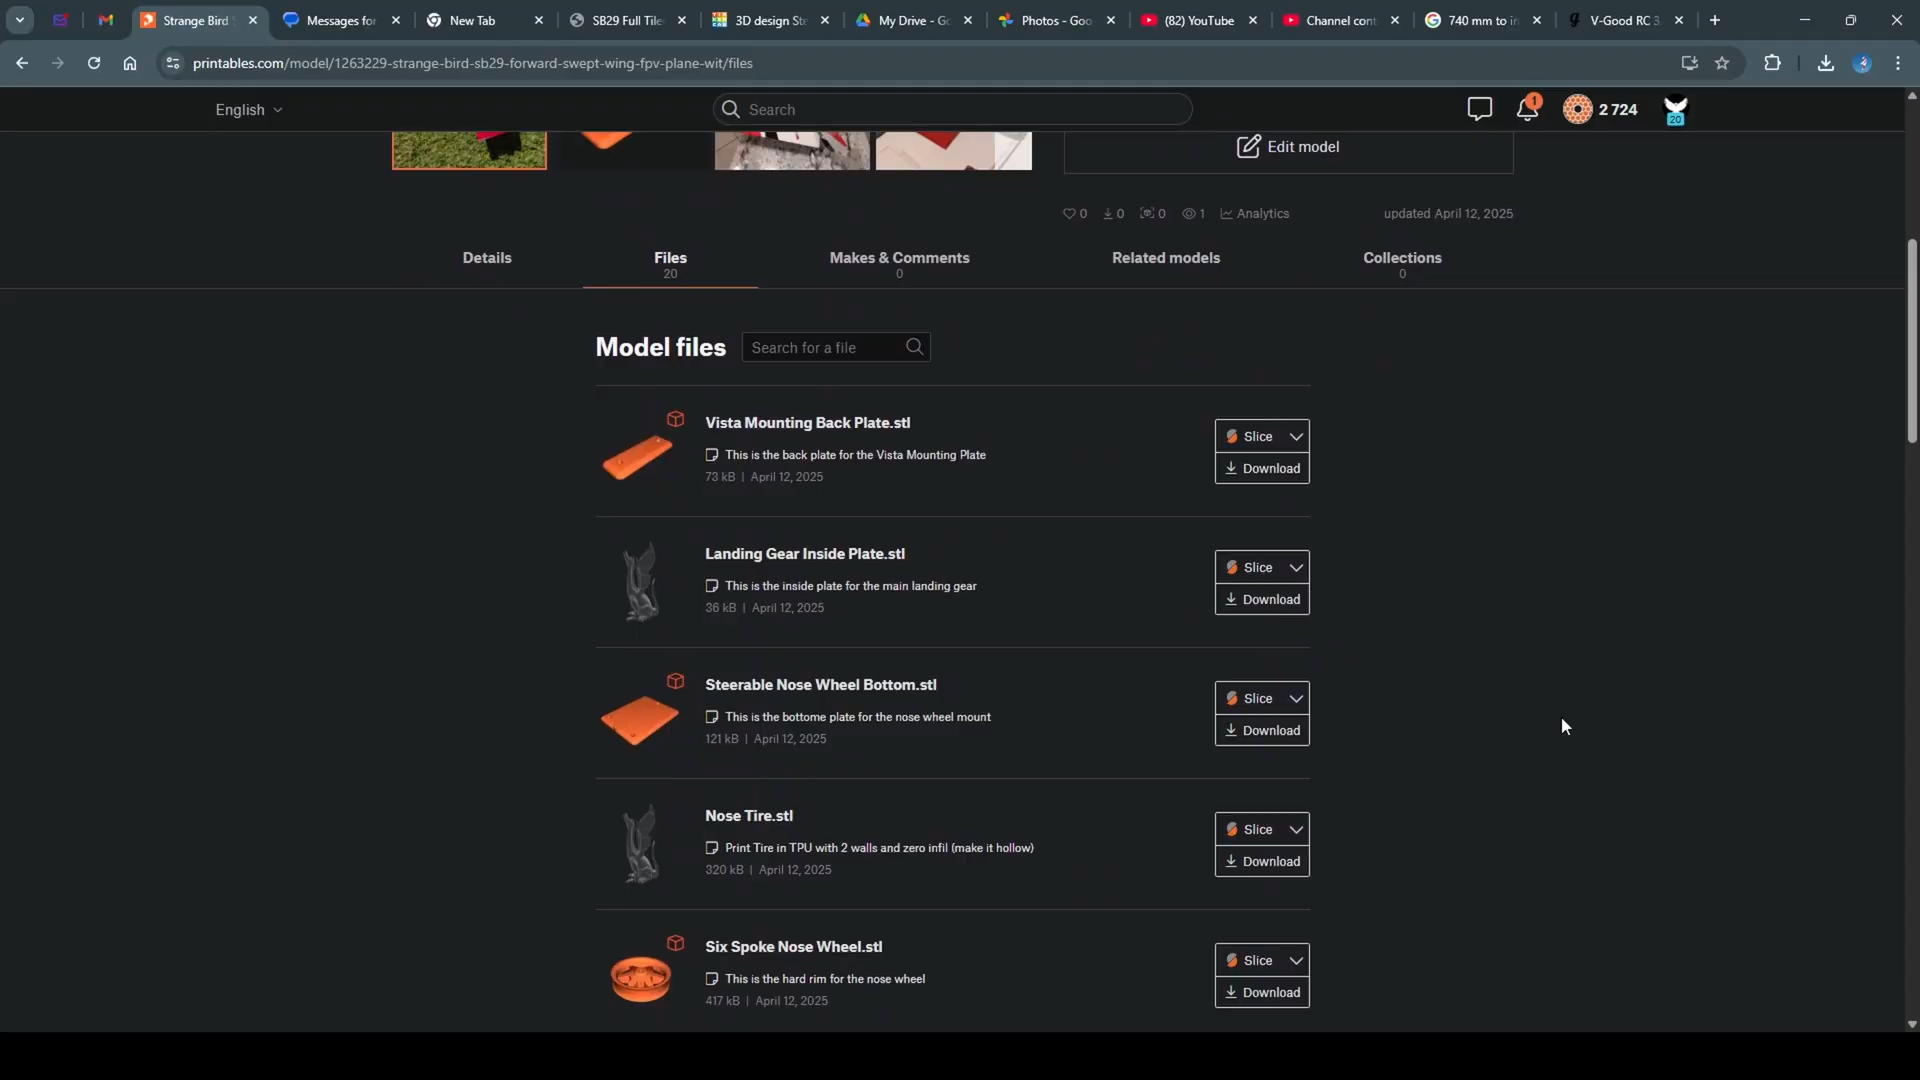 Strange Bird
Messages for
New Tab
SB29 Full Tile
3D design Ste
My Drive - Go
Photos - Goo
(82) YouTube
Channel cont
740 mm to in
V-Good RC 3
printables.com/model/1263229-strange-bird-sb29-forward-swept-wing-fpv-plane-wit/files
English
Search
1
2 724
20
Edit model
0
0
0
1
Analytics
updated April 12, 2025
Details
Files
20
Makes & Comments
0
Related models
Collections
0
Model files
Search for a file
Vista Mounting Back Plate.stl
This is the back plate for the Vista Mounting Plate
73 kB | April 12, 2025
Slice
Download
Landing Gear Inside Plate.stl
This is the inside plate for the main landing gear
36 kB | April 12, 2025
Slice
Download
Steerable Nose Wheel Bottom.stl
This is the bottome plate for the nose wheel mount
121 kB | April 12, 2025
Slice
Download
Nose Tire.stl
Print Tire in TPU with 2 walls and zero infil (make it hollow)
320 kB | April 12, 2025
Slice
Download
Six Spoke Nose Wheel.stl
This is the hard rim for the nose wheel
417 kB | April 12, 2025
Slice
Download